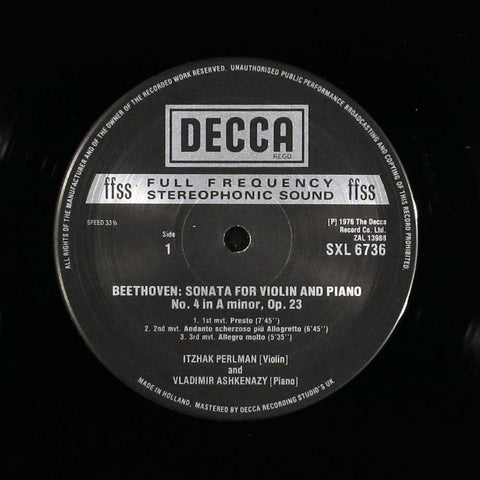 ALL RIGHTS OF THE MANUFACTURER AND OF THE OWNER OF THE RECORDED WORK RESERVED. UNAUTHORISED PUBLIC PERFORMANCE BROADCASTING AND COPYING OF THIS RECORD PROHIBITED
DECCA
REGD
ffss FULL FREQUENCY ffss
STEREOPHONIC SOUND
SPEED 33⅓
Side
1
[P] 1978 The Decca
Record Co. Ltd.
ZAL 13988
SXL 6736
BEETHOVEN: SONATA FOR VIOLIN AND PIANO
No. 4 in A minor, Op. 23
1. 1st mvt. Presto (7'45'')
2. 2nd mvt. Andante scherzoso più Allegretto (6'45'')
3. 3rd mvt. Allegro molto (5'35'')
ITZHAK PERLMAN [Violin]
and
VLADIMIR ASHKENAZY [Piano]
MADE IN HOLLAND, MASTERED BY DECCA RECORDING STUDIO'S UK